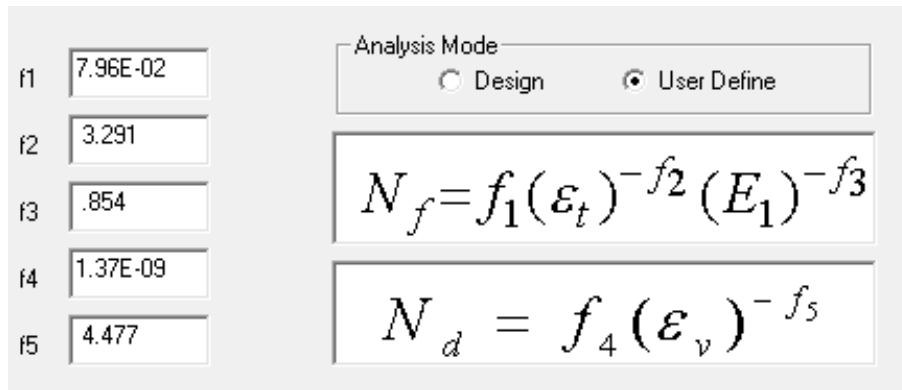 Analysis Mode
f1 7.96E-02 Design User Define
f2 3.291
N_f=f_1(ε_t)^{-f_2}(E_1)^{-f_3}
f3 .854
f4 1.37E-09
N_d = f_4(ε_v)^{-f_5}
f5 4.477